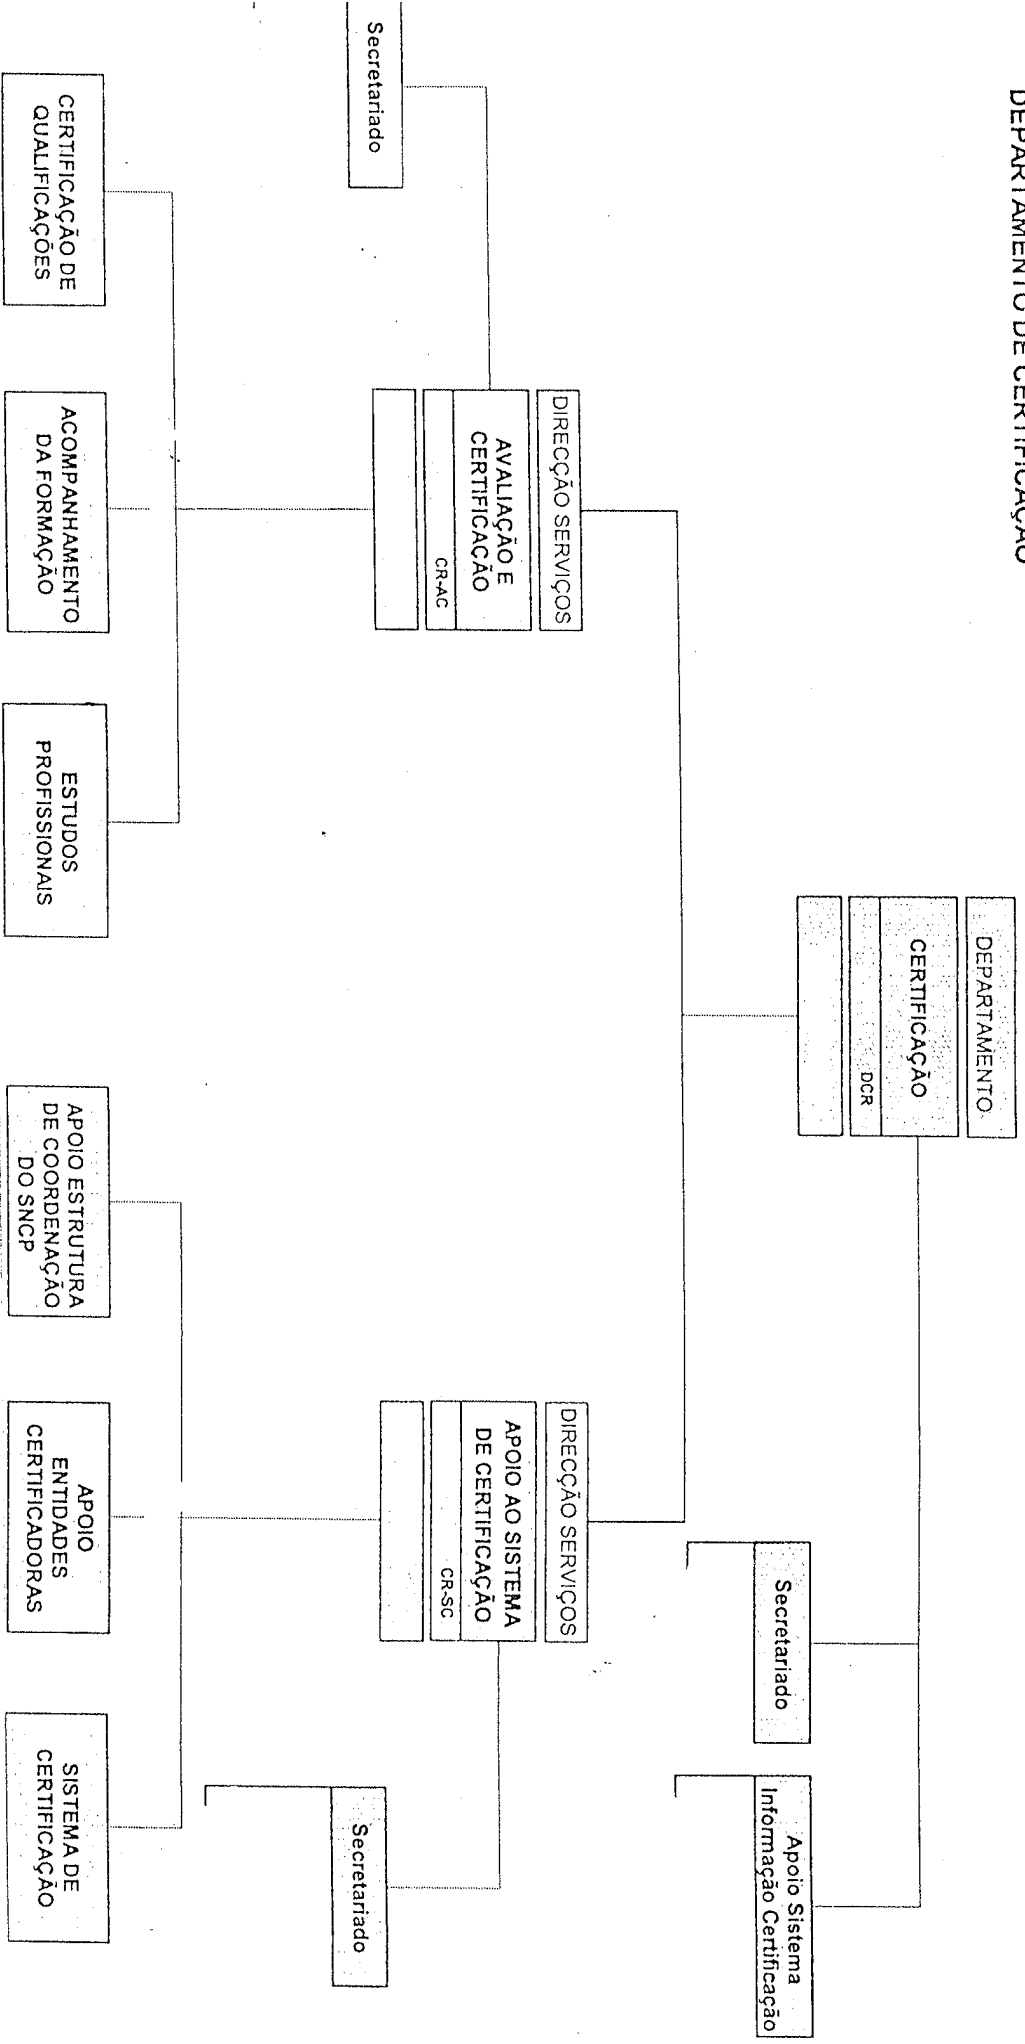 DEPARTAMENTO DE CERTIFICAÇÃO
DEPARTAMENTO
CERTIFICAÇÃO
DCR
Secretariado
Apoio Sistema
Informação Certificação
DIRECÇÃO SERVIÇOS
AVALIAÇÃO E
CERTIFICAÇÃO
CR-AC
DIRECÇÃO SERVIÇOS
APOIO AO SISTEMA
DE CERTIFICAÇÃO
CR-SC
Secretariado
Secretariado
CERTIFICAÇÃO DE
QUALIFICAÇÕES
ACOMPANHAMENTO
DA FORMAÇÃO
ESTUDOS
PROFISSIONAIS
APOIO ESTRUTURA
DE COORDENAÇÃO
DO SNCP
APOIO
ENTIDADES
CERTIFICADORAS
SISTEMA DE
CERTIFICAÇÃO